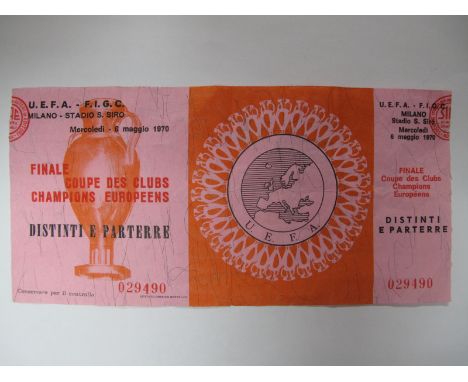 U.E.F.A. - F.I.G.C.
MILANO - STADIO S. SIRO
Mercoledì - 6 maggio 1970
FINALE
COUPE DES CLUBS
CHAMPIONS EUROPEENS
DISTINTI E PARTERRE
029490
Conservare per il controllo
UEFA
U.E.F.A. - F.I.G.C.
MILANO
Stadio S. Siro
Mercoledì
6 maggio 1970
FINALE
Coupe des Clubs
Champions
Européens
DISTINTI
E PARTERRE
029490